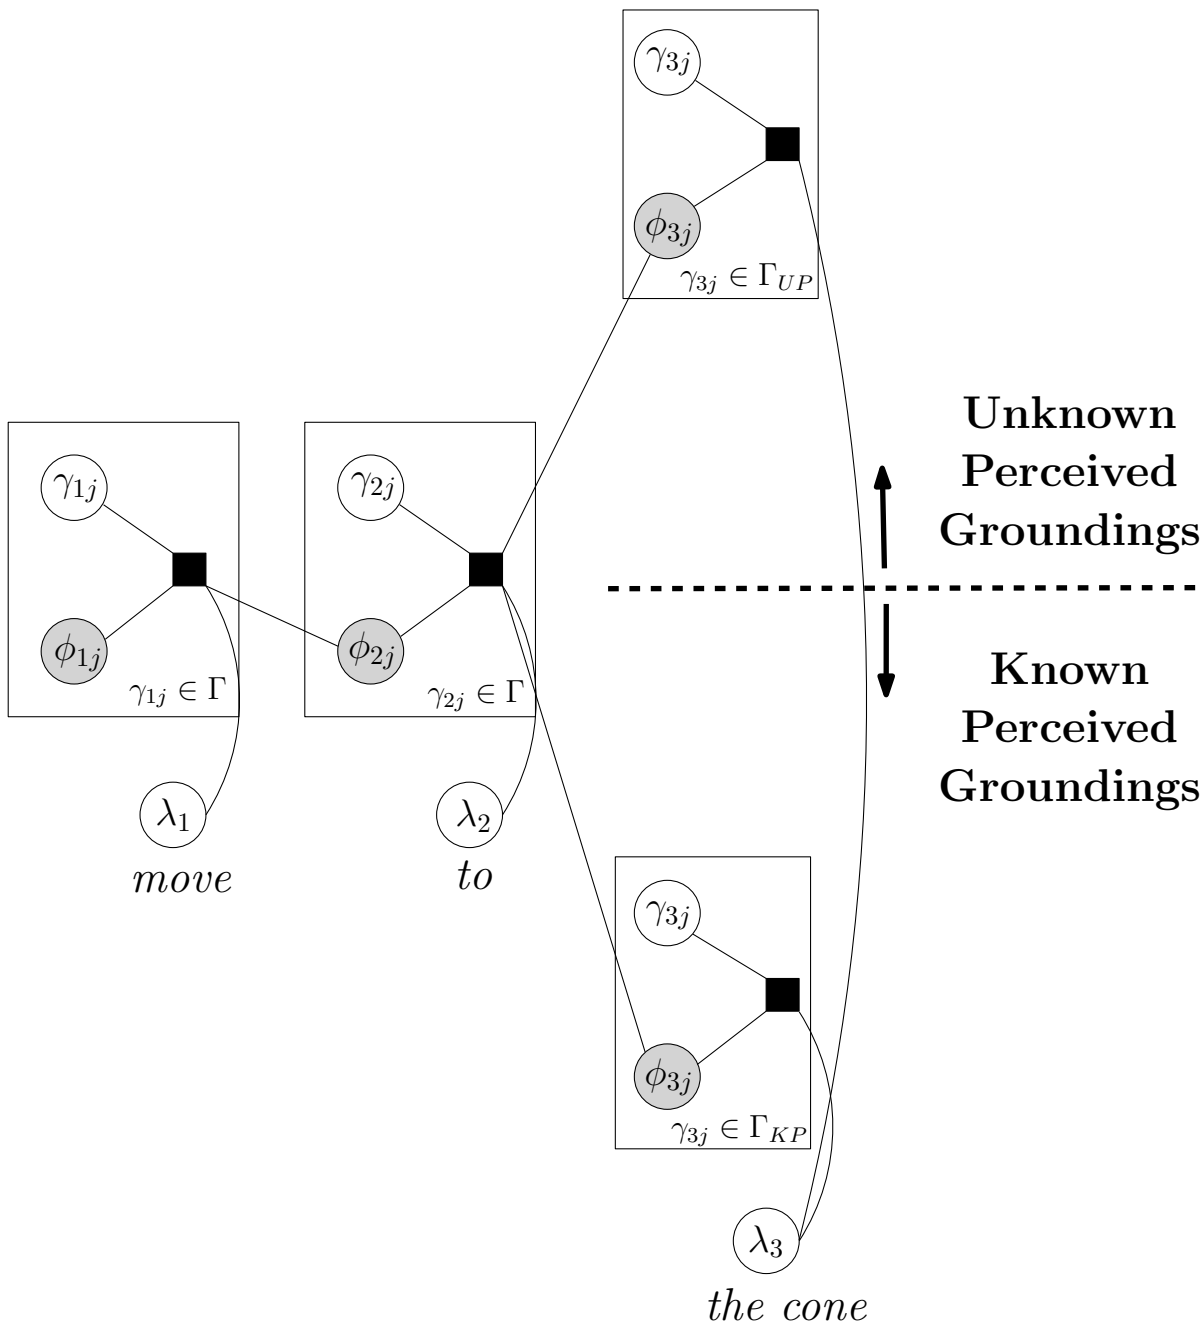 γ3j
ϕ3j
γ3j ∈ ΓUP
Unknown
Perceived
Groundings
γ1j
ϕ1j
γ1j ∈ Γ
γ2j
ϕ2j
γ2j ∈ Γ
Known
Perceived
Groundings
λ1
move
λ2
to
γ3j
ϕ3j
γ3j ∈ ΓKP
λ3
the cone